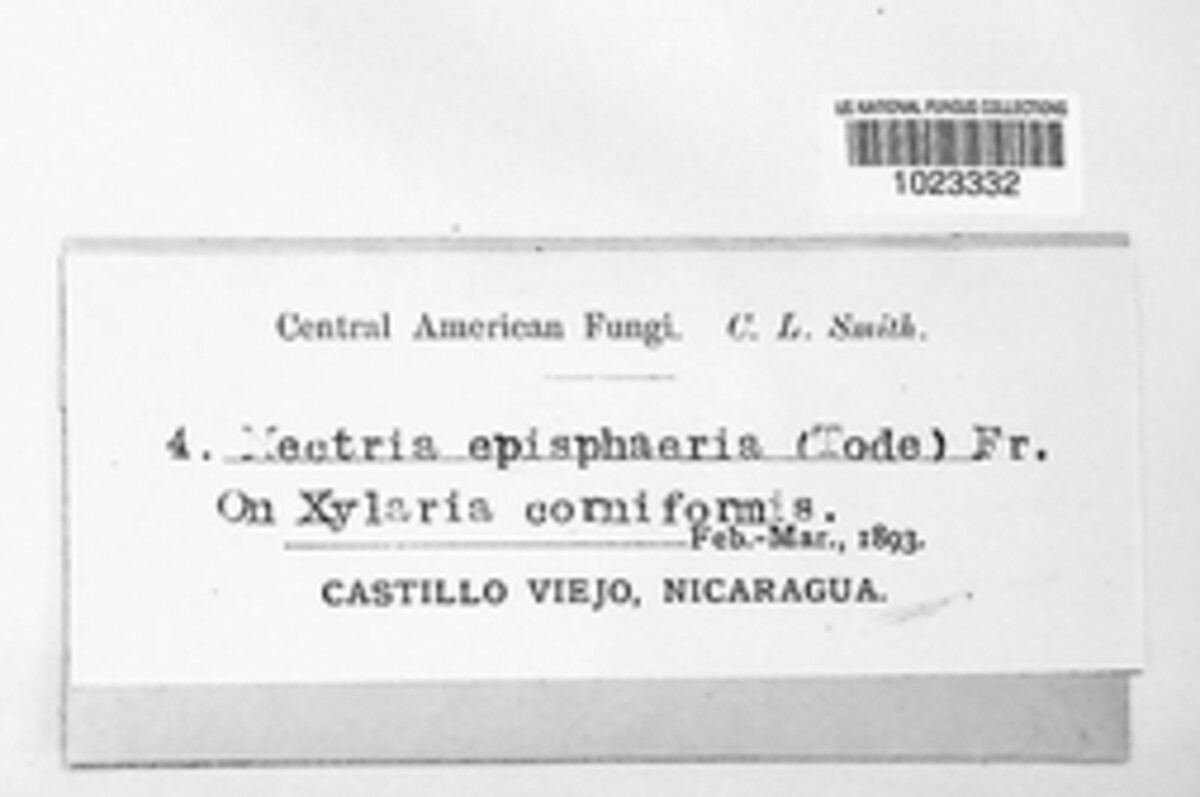 US NATIONAL FUNGUS COLLECTIONS
1023332
Central American Fungi. C. L. Smith.
4. Nectria episphaeria (Tode) Fr.
On Xylaria corniformis.
Feb.-Mar., 1893.
CASTILLO VIEJO, NICARAGUA.